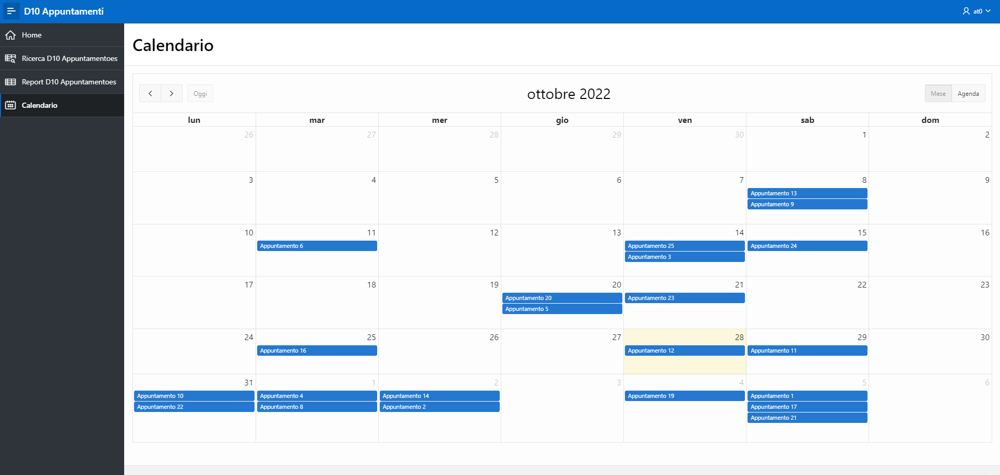 D10 Appuntamenti
at0
Home
Ricerca D10 Appuntamentoes
Report D10 Appuntamentoes
Calendario
Calendario
Oggi
ottobre 2022
Mese
Agenda
lun mar mer gio ven sab dom
26 27 28 29 30 1 2
3 4 5 6 7 8 9
Appuntamento 13
Appuntamento 9
10 11 12 13 14 15 16
Appuntamento 6 Appuntamento 25 Appuntamento 24
Appuntamento 3
17 18 19 20 21 22 23
Appuntamento 20 Appuntamento 23
Appuntamento 5
24 25 26 27 28 29 30
Appuntamento 16 Appuntamento 12 Appuntamento 11
31 1 2 3 4 5 6
Appuntamento 10 Appuntamento 4 Appuntamento 14 Appuntamento 19 Appuntamento 1
Appuntamento 22 Appuntamento 8 Appuntamento 2 Appuntamento 17
Appuntamento 21